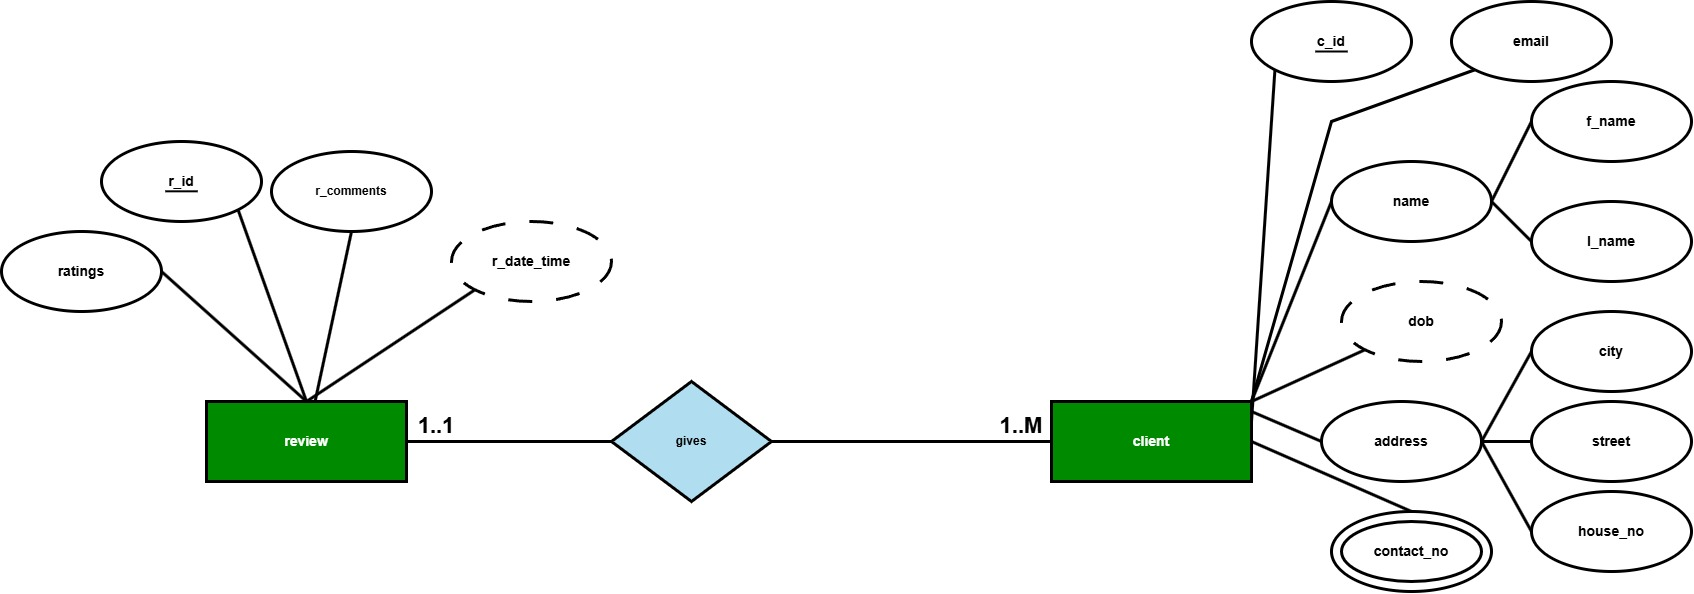 c_id
email
f_name
r_id
r_comments
name
l_name
r_date_time
ratings
dob
city
review
1..1
gives
1..M
client
address
street
house_no
contact_no